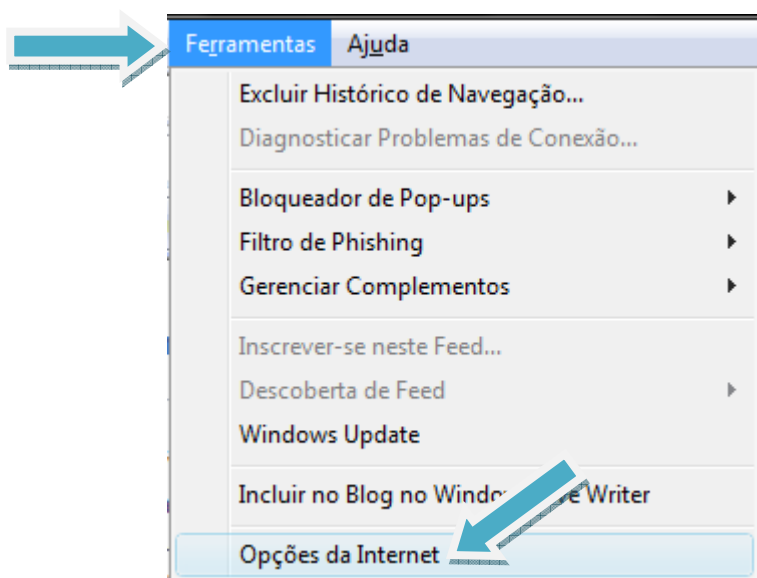 Ferramentas Ajuda
Excluir Histórico de Navegação...
Diagnosticar Problemas de Conexão...
Bloqueador de Pop-ups
Filtro de Phishing
Gerenciar Complementos
Inscrever-se neste Feed...
Descoberta de Feed
Windows Update
Incluir no Blog no Writer
Opções da Internet